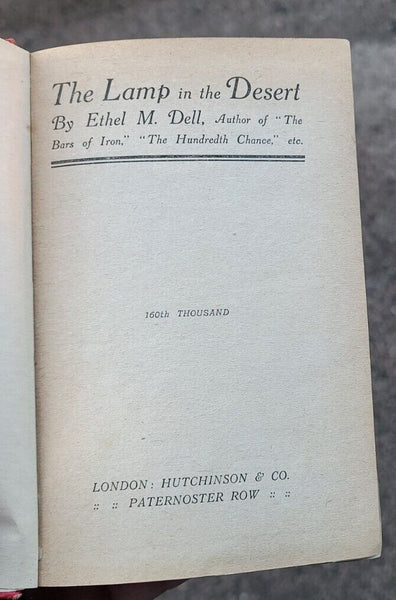 The Lamp in the Desert
By Ethel M. Dell, Author of "The
Bars of Iron," "The Hundredth Chance," etc.
160th THOUSAND
LONDON: HUTCHINSON & CO.
:: :: PATERNOSTER ROW :: ::